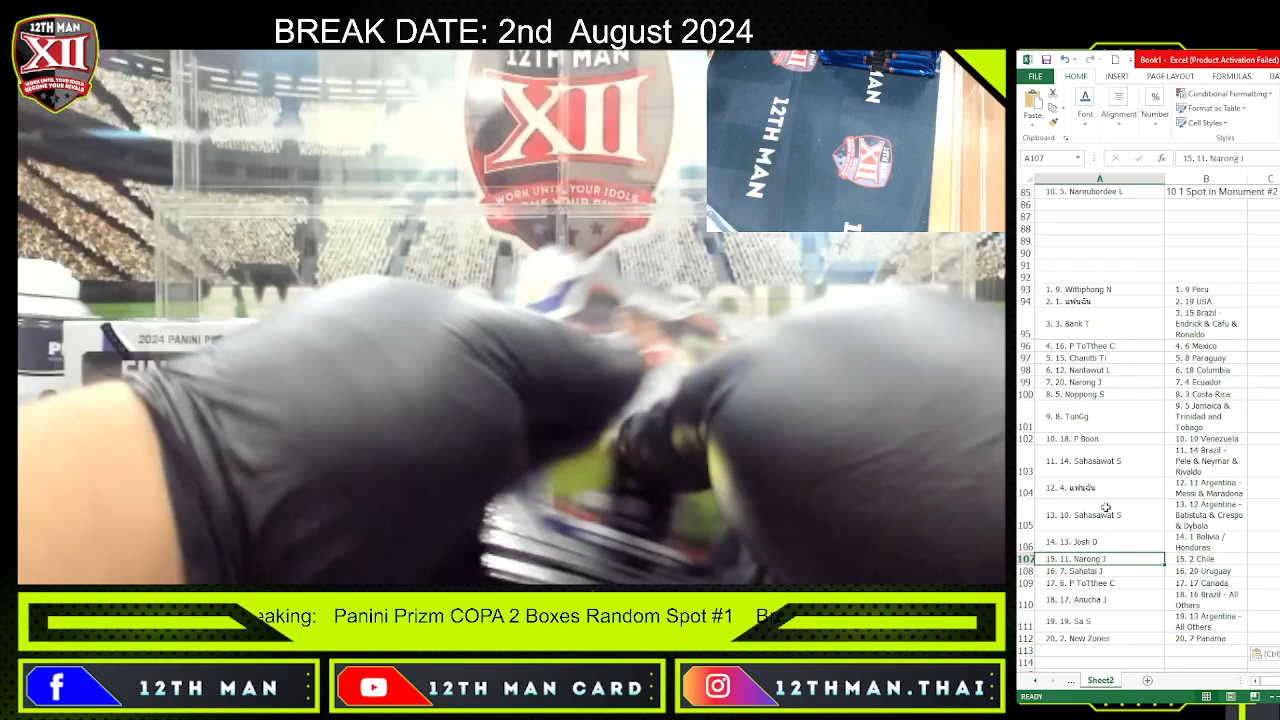 BREAK DATE: 2nd August 2024
12TH MAN
XII
WORK UNTIL YOUR IDOLS
BECOME YOUR RIVALS
12TH MAN
XII
WORK UNTIL YOUR IDOLS
12TH MAN
MAN
2024 PANINI
Book1 - Excel (Product Activation Failed)
FILE HOME INSERT PAGE LAYOUT FORMULAS
Paste Font Alignment Number Conditional Formatting Format as Table Cell Styles
Clipboard Styles
A107 15. 11. Narong J
A B C
85 10. 5. Nareubordee L 10 1 Spot in Monument #2
86
87
88
89
90
91
92
93 1. 9. Wittiphong N 1. 9 Peru
94 2. 1. แฟนฉัน 2. 19 USA
95 3. 3. Bank T 3. 15 Brazil -
Endrick & Cafu &
Ronaldo
96 4. 16. P ToTthee C 4. 6 Mexico
97 5. 15. Chanitti Ti 5. 8 Paraguay
98 6. 12. Nantawut L 6. 18 Columbia
99 7. 20. Narong J 7. 4 Ecuador
100 8. 5. Noppong S 8. 3 Costa Rica
101 9. 8. TunGg 9. 5 Jamaica &
Trinidad and
Tobago
102 10. 18. P Boon 10. 10 Venezuela
103 11. 14. Sahasawat S 11. 14 Brazil -
Pele & Neymar &
Rivaldo
104 12. 4. แฟนฉัน 12. 11 Argentina -
Messi & Maradona
105 13. 10. Sahasawat S 13. 12 Argentina -
Batistuta & Crespo
& Dybala
106 14. 13. Josh D 14. 1 Bolivia /
Honduras
107 15. 11. Narong J 15. 2 Chile
108 16. 7. Sahatai J 16. 20 Uruguay
109 17. 6. P ToTthee C 17. 17 Canada
110 18. 17. Anucha J 18. 16 Brazil - All
Others
111 19. 19. Sa S 19. 13 Argentina -
All Others
112 20. 2. New Zones 20. 7 Panama
113
114
(Ctrl)
... Sheet2
READY
eaking: Panini Prizm COPA 2 Boxes Random Spot #1 Br
12TH MAN
12TH MAN CARD
12THMAN.THAI